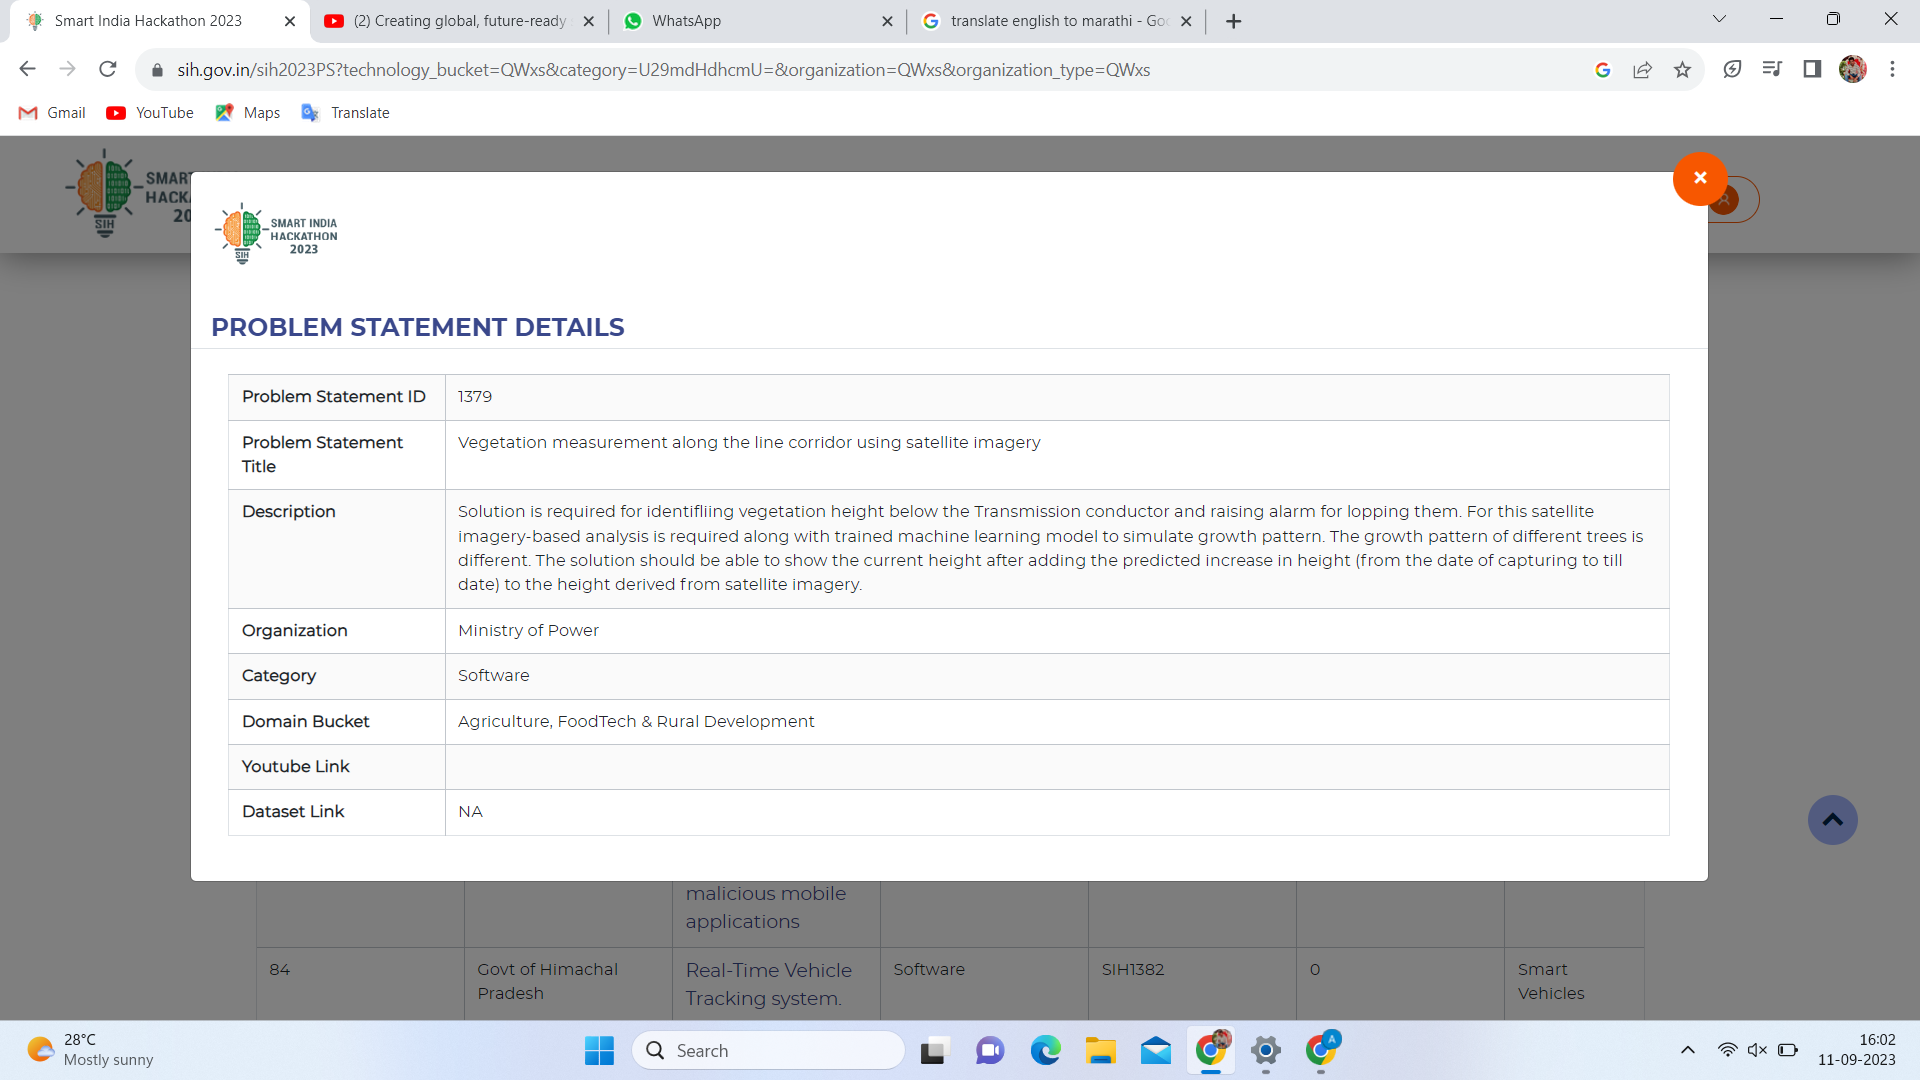 Smart India Hackathon 2023
(2) Creating global, future-ready
WhatsApp
translate english to marathi - Goo
sih.gov.in/sih2023PS?technology_bucket=QWxs&category=U29mdHdhcmU=&organization=QWxs&organization_type=QWxs
Gmail
YouTube
Maps
Translate
SMART
HACKA
20
SIH
SMART INDIA
HACKATHON
2023
SIH
PROBLEM STATEMENT DETAILS
Problem Statement ID
1379
Problem Statement
Title
Vegetation measurement along the line corridor using satellite imagery
Description
Solution is required for identifliing vegetation height below the Transmission conductor and raising alarm for lopping them. For this satellite
imagery-based analysis is required along with trained machine learning model to simulate growth pattern. The growth pattern of different trees is
different. The solution should be able to show the current height after adding the predicted increase in height (from the date of capturing to till
date) to the height derived from satellite imagery.
Organization
Ministry of Power
Category
Software
Domain Bucket
Agriculture, FoodTech & Rural Development
Youtube Link
Dataset Link
NA
malicious mobile
applications
84
Govt of Himachal
Pradesh
Real-Time Vehicle
Tracking system.
Software
SIH1382
0
Smart
Vehicles
28°C
Mostly sunny
Search
A
16:02
11-09-2023